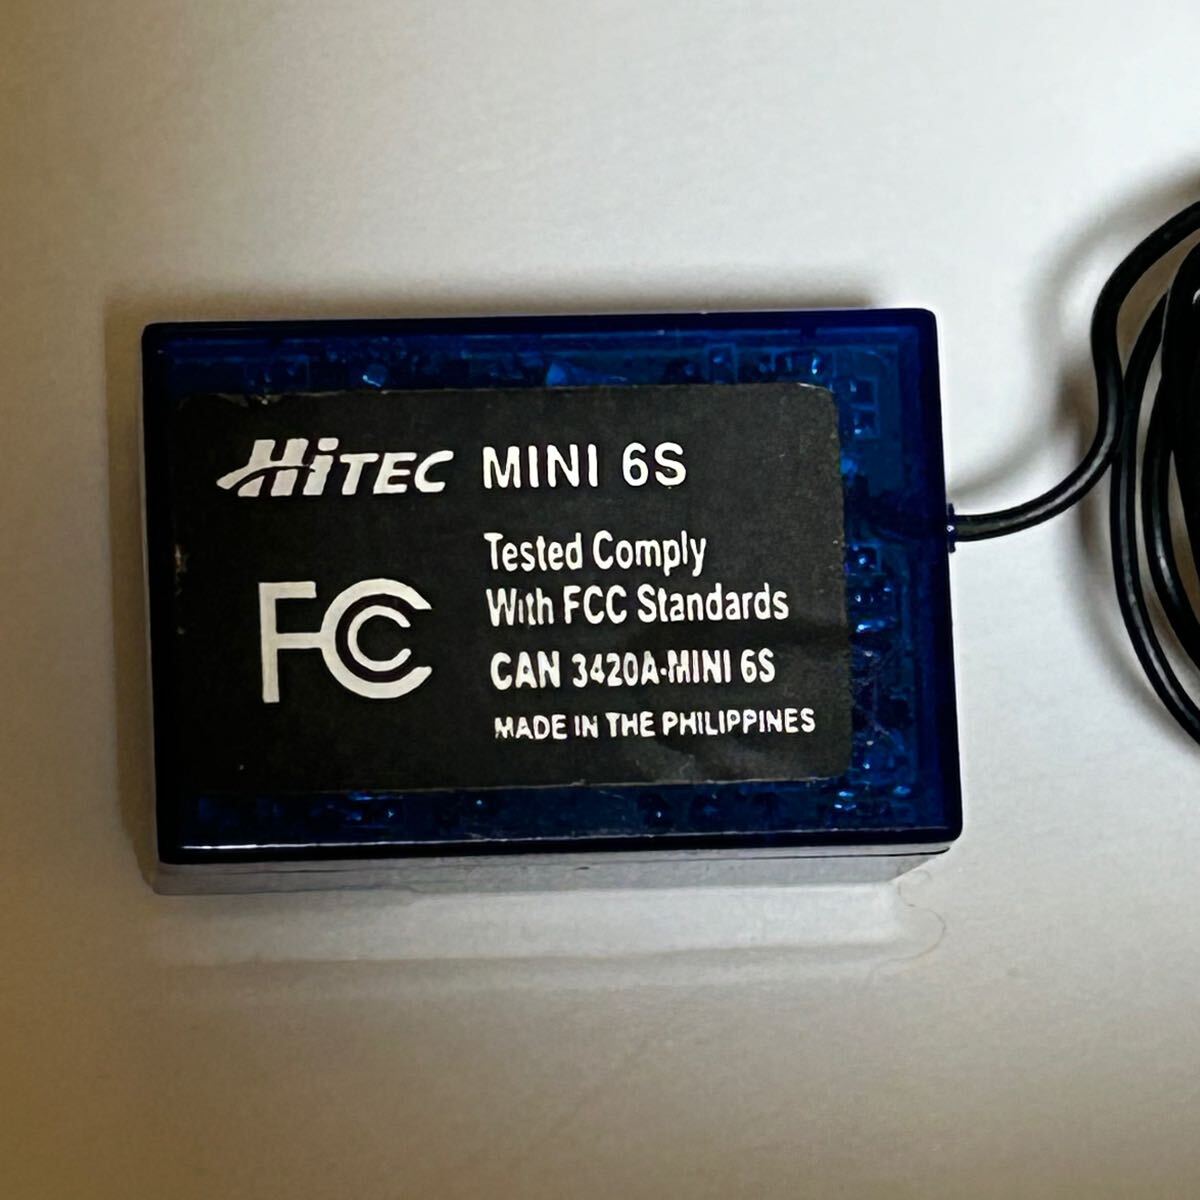 HiTEC MINI 6S
Tested Comply
With FCC Standards
FC
CAN 3420A-MINI 6S
MADE IN THE PHILIPPINES